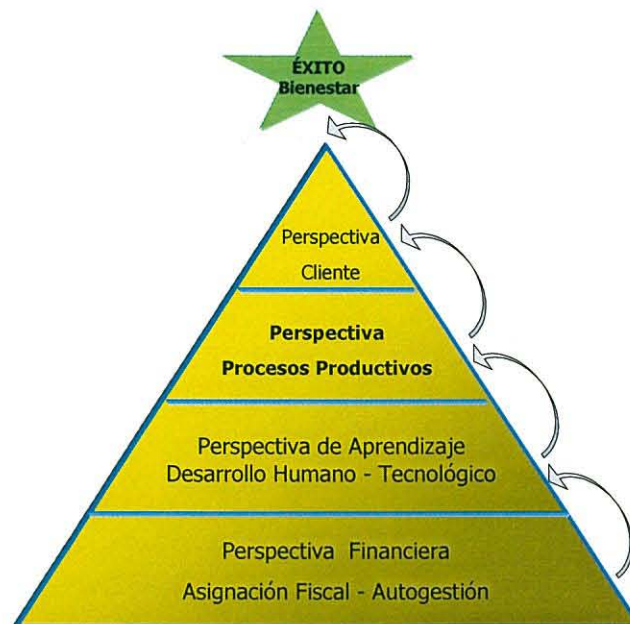 ÉXITO
Bienestar
Perspectiva
Cliente
Perspectiva
Procesos Productivos
Perspectiva de Aprendizaje
Desarrollo Humano - Tecnológico
Perspectiva Financiera
Asignación Fiscal - Autogestión